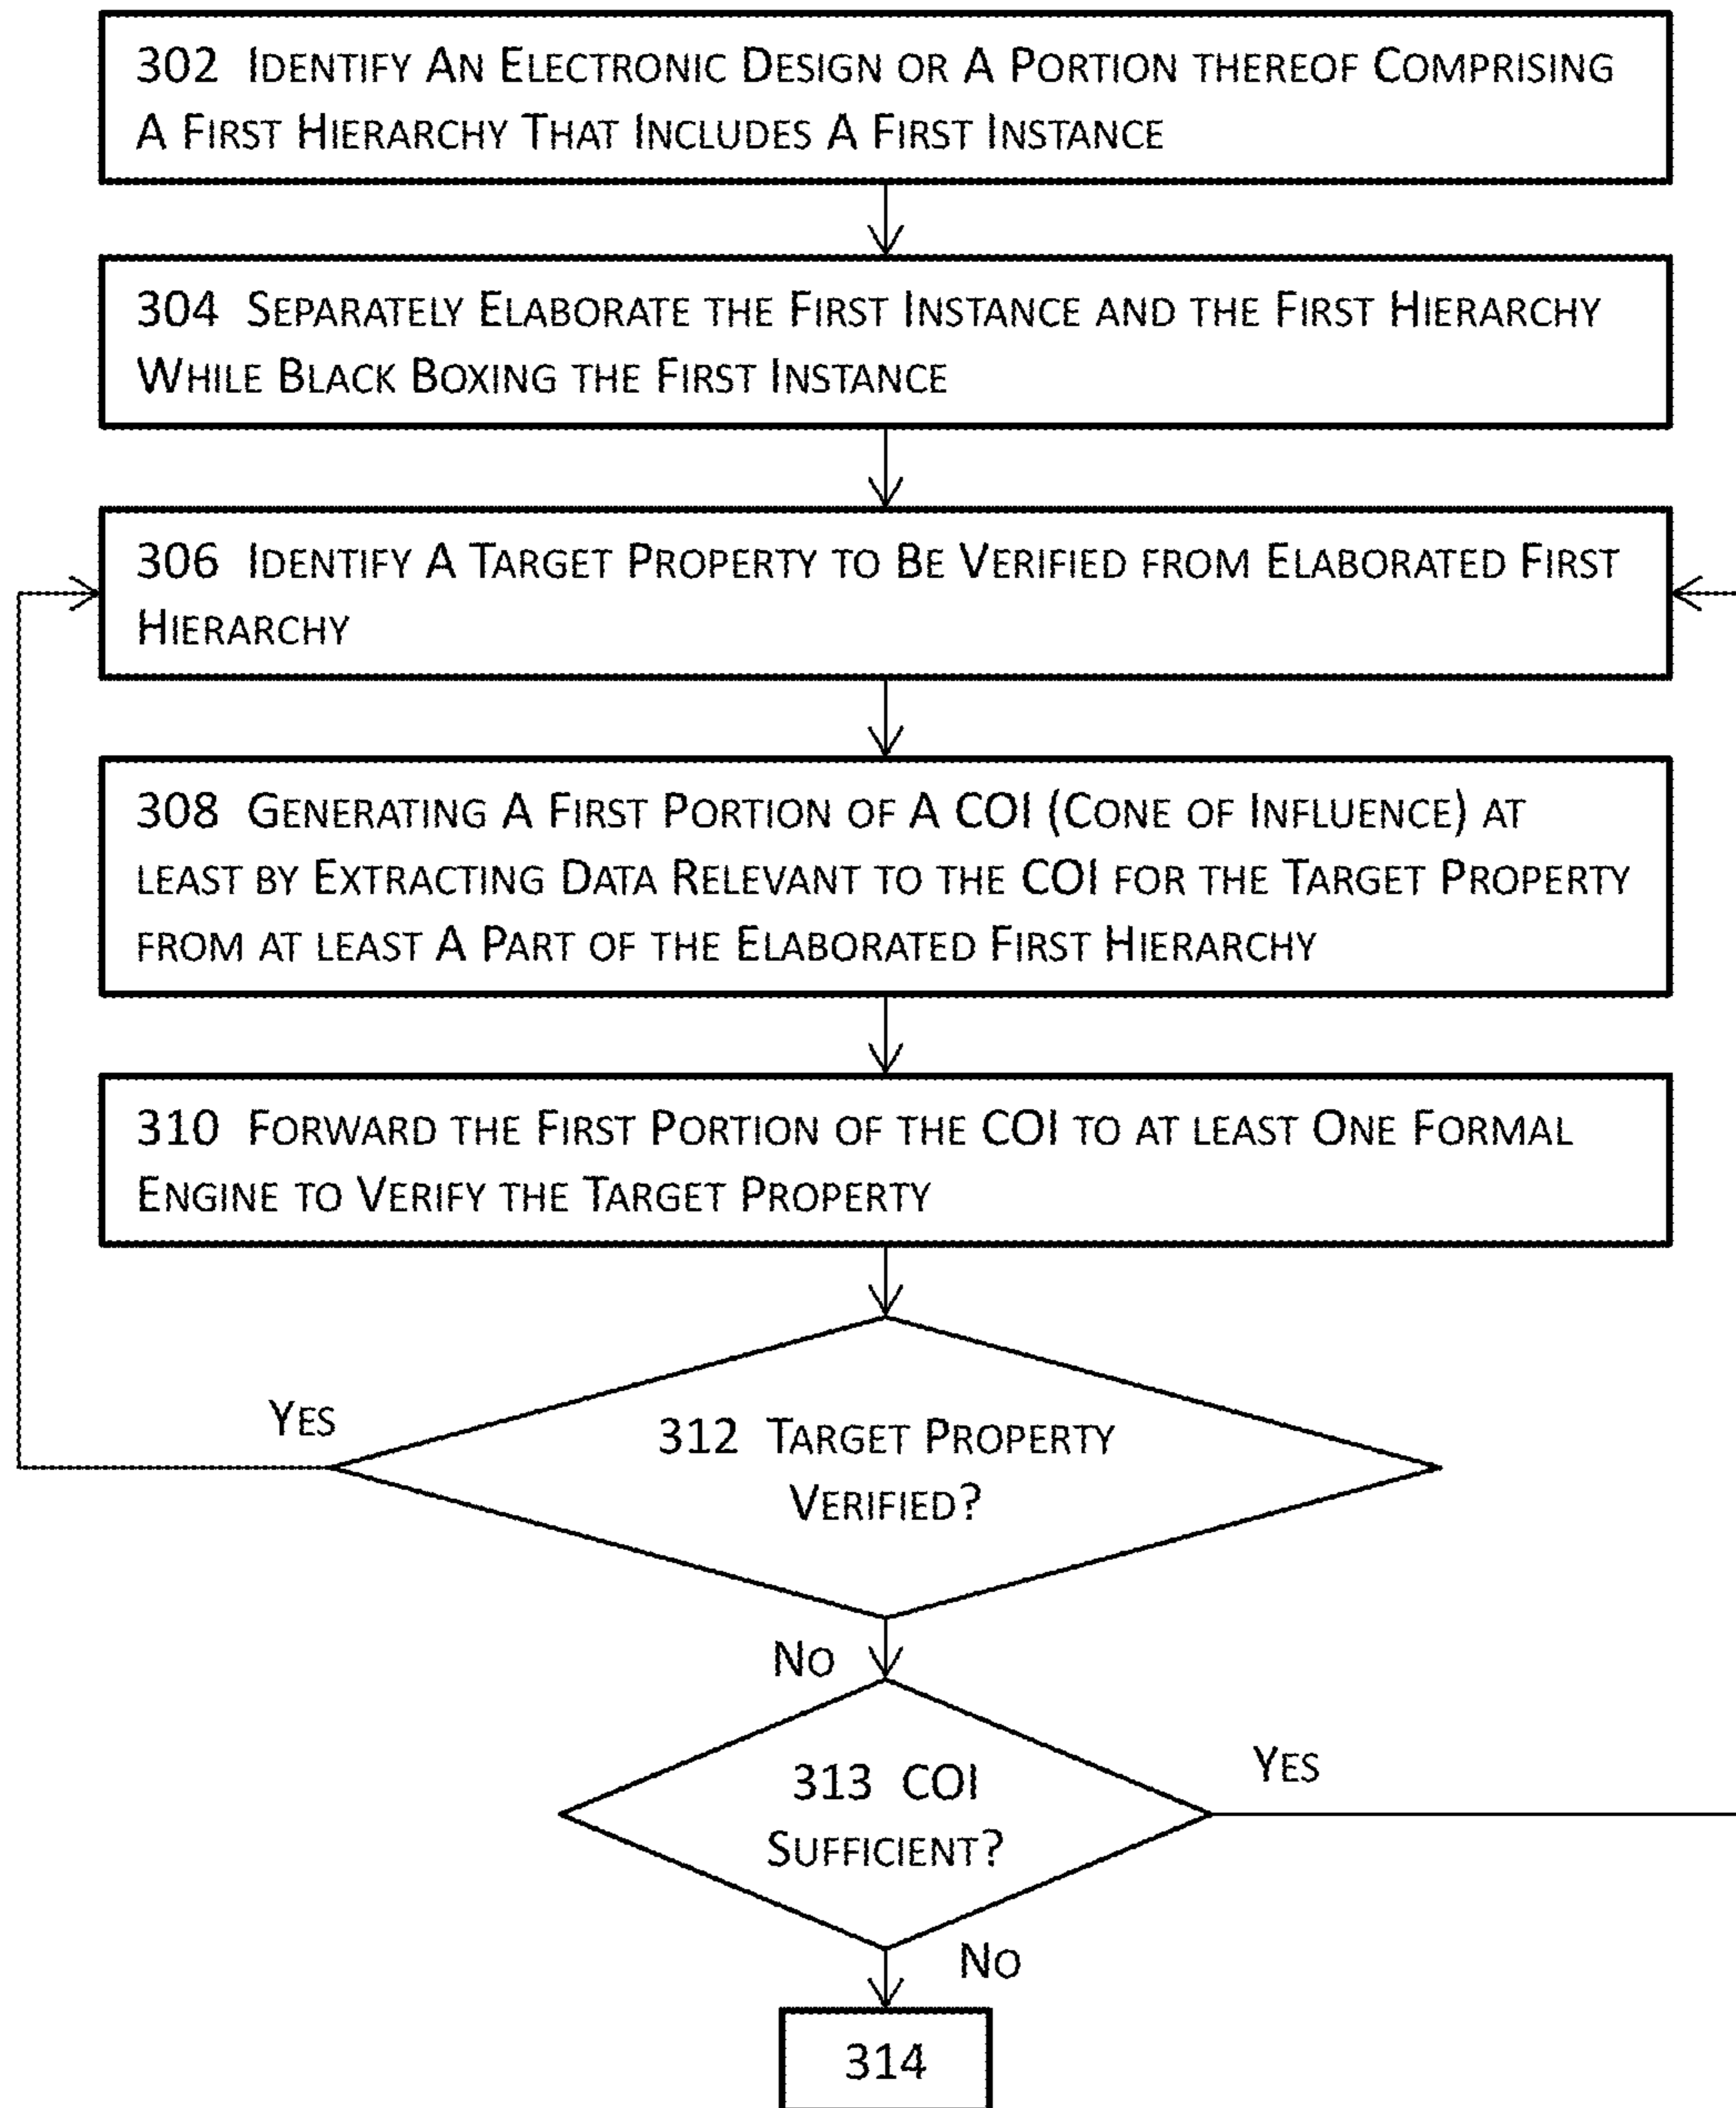 302 Identify An Electronic Design or A Portion thereof Comprising
A First Hierarchy That Includes A First Instance
304 Separately Elaborate the First Instance and the First Hierarchy
While Black Boxing the First Instance
306 Identify A Target Property to Be Verified from Elaborated First
Hierarchy
308 Generating A First Portion of A COI (Cone of Influence) at
least by Extracting Data Relevant to the COI for the Target Property
from at least A Part of the Elaborated First Hierarchy
310 Forward the First Portion of the COI to at least One Formal
Engine to Verify the Target Property
Yes
312 Target Property
Verified?
No
313 COI
Sufficient?
Yes
No
314